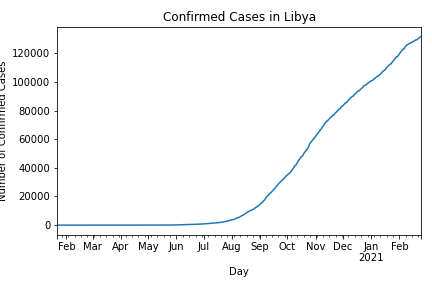 Confirmed Cases in Libya
Number of Confirmed Cases
120000
100000
80000
60000
40000
20000
0
Feb Mar Apr May Jun Jul Aug Sep Oct Nov Dec Jan Feb
2021
Day